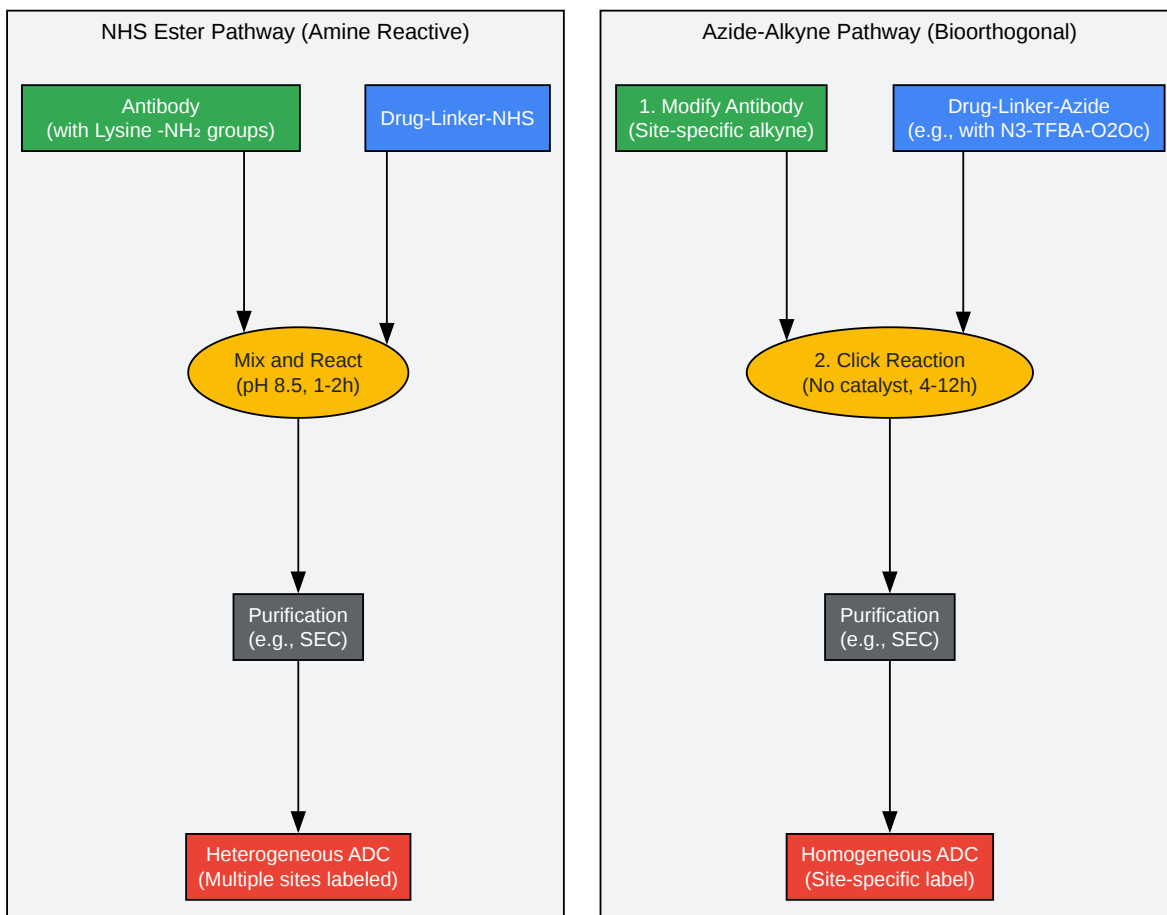 NHS Ester Pathway (Amine Reactive)
Antibody
(with Lysine -NH₂ groups)
Drug-Linker-NHS
Mix and React
(pH 8.5, 1-2h)
Purification
(e.g., SEC)
Heterogeneous ADC
(Multiple sites labeled)
Azide-Alkyne Pathway (Bioorthogonal)
1. Modify Antibody
(Site-specific alkyne)
Drug-Linker-Azide
(e.g., with N3-TFBA-O2Oc)
2. Click Reaction
(No catalyst, 4-12h)
Purification
(e.g., SEC)
Homogeneous ADC
(Site-specific label)